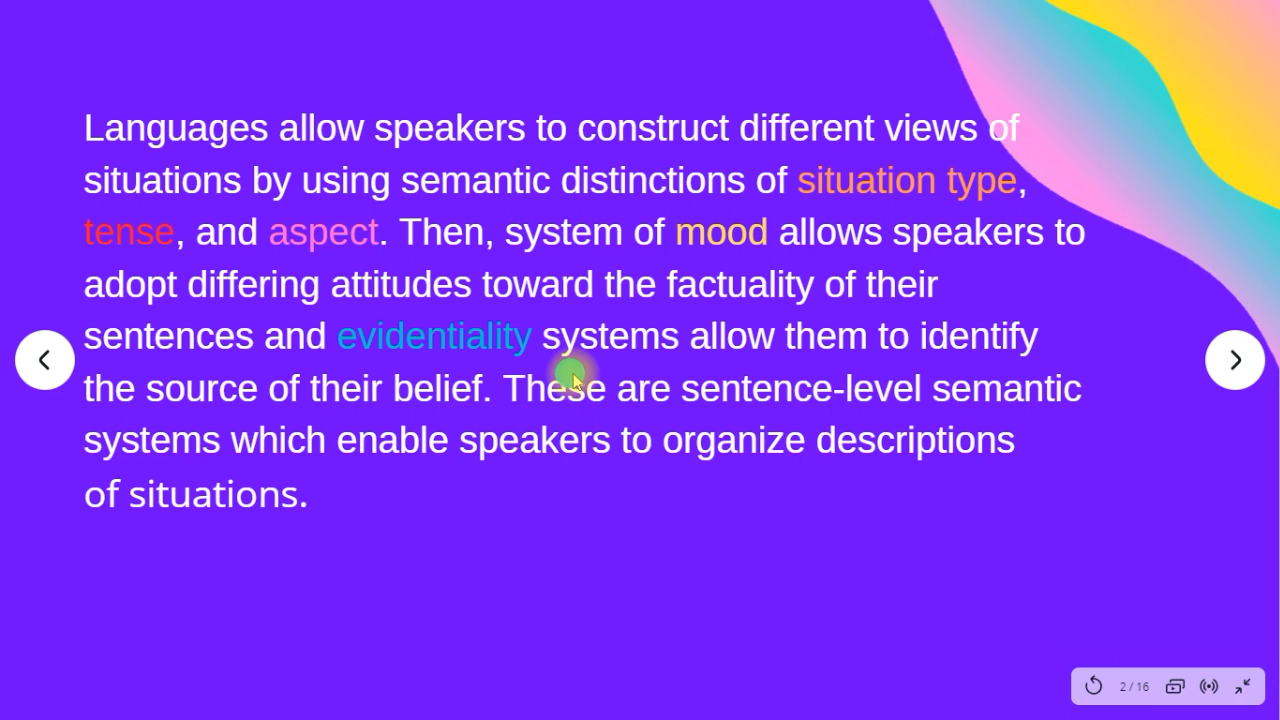 Languages allow speakers to construct different views of
situations by using semantic distinctions of situation type,
tense, and aspect. Then, system of mood allows speakers to
adopt differing attitudes toward the factuality of their
sentences and evidentiality systems allow them to identify
the source of their belief. These are sentence-level semantic
systems which enable speakers to organize descriptions
of situations.
2 / 16